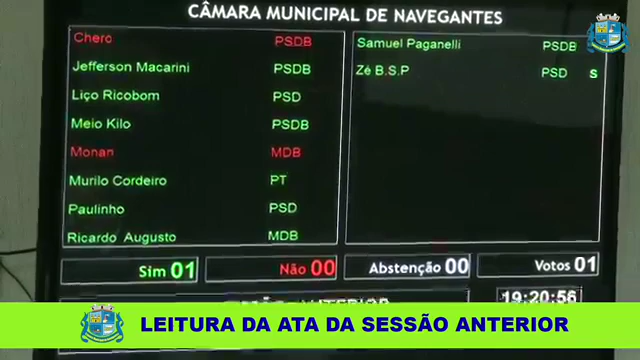 CÂMARA MUNICIPAL DE NAVEGANTES
Cherc PSDB
Jefferson Macarini PSDB
Liço Ricobom PSD
Meio Kilo PSDB
Monan MDB
Murilo Cordeiro PT
Paulinho PSD
Ricardo Augusto MDB
Samuel Paganelli PSDB
Zé B.S.P PSD S
Sim 01 Não 00 Abstenção 00 Votos 01
ANTERIOR 19:20:56
LEITURA DA ATA DA SESSÃO ANTERIOR